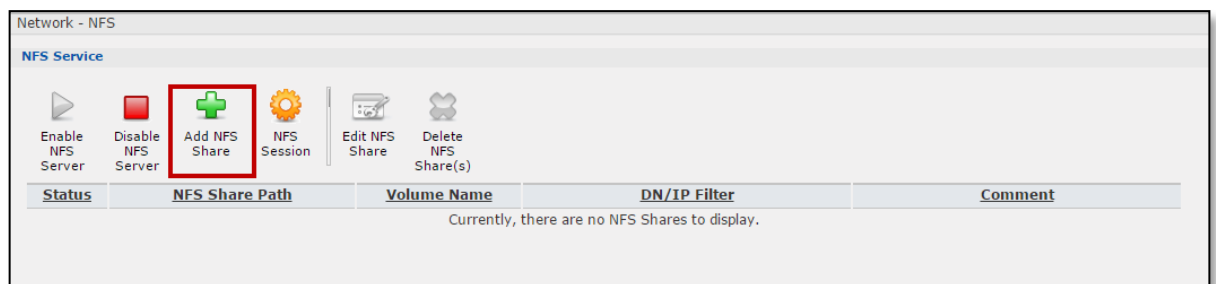 Network - NFS
NFS Service
Enable NFS Server
Disable NFS Server
Add NFS Share
NFS Session
Edit NFS Share
Delete NFS Share(s)
Status NFS Share Path Volume Name DN/IP Filter Comment
Currently, there are no NFS Shares to display.